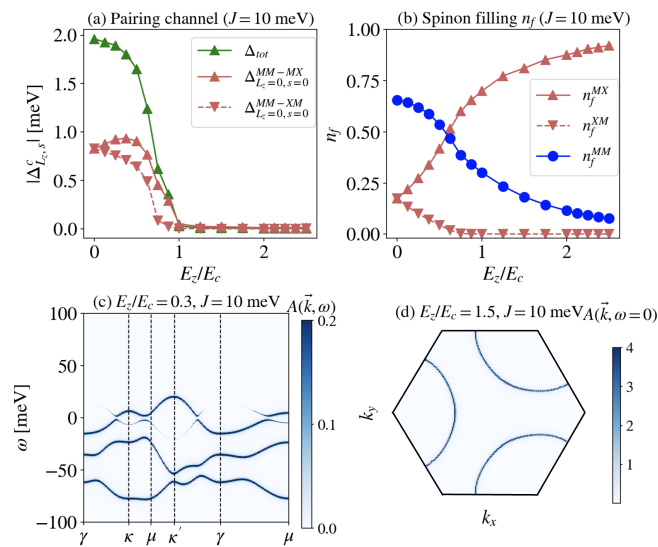 (a) Pairing channel (J = 10 meV)
|Δ^c_{L_z,s}| [meV]
2.0
1.5
1.0
0.5
0.0
Δ_{tot}
Δ^{MM−MX}_{L_z=0,s=0}
Δ^{MM−XM}_{L_z=0,s=0}
0 1 2
E_z/E_c
(b) Spinon filling n_f (J = 10 meV)
n_f
1.00
0.75
0.50
0.25
0.00
n_f^{MX}
n_f^{XM}
n_f^{MM}
0 1 2
E_z/E_c
(c) E_z/E_c = 0.3, J = 10 meV
A(k⃗, ω)
ω [meV]
100
50
0
−50
−100
γ κ μ κ′ γ μ
0.2
0.1
0.0
(d) E_z/E_c = 1.5, J = 10 meV
A(k⃗, ω=0)
k_y
k_x
4
3
2
1